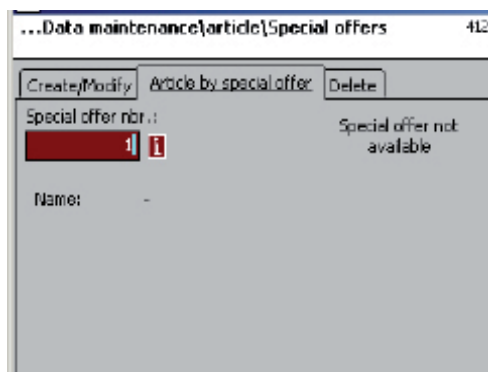 ...Data maintenance\article\Special offers 412
Create/Modify Article by special offer Delete
Special offer nbr.:
1 i
Special offer not
available
Name: -